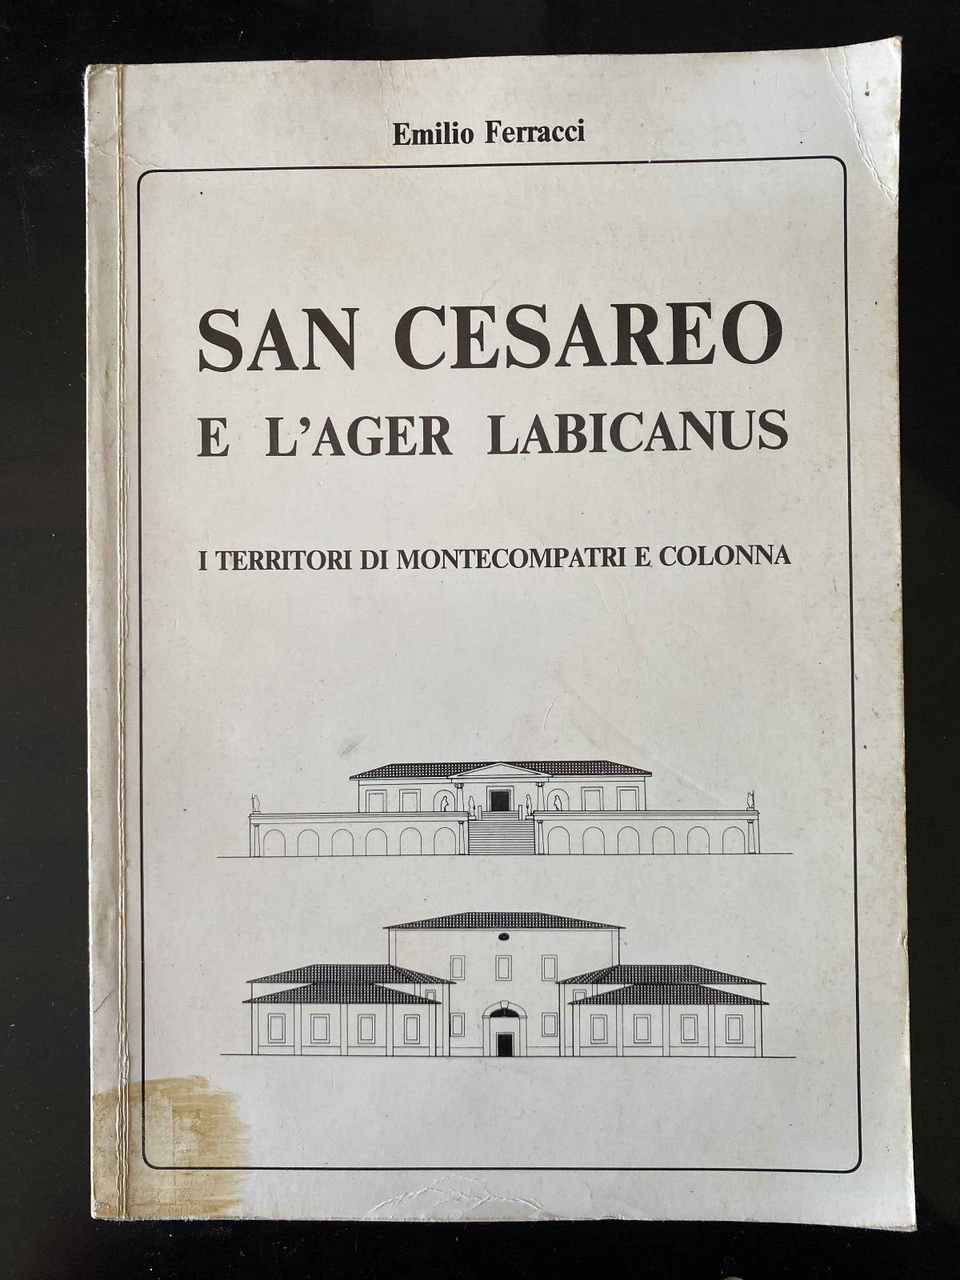 Emilio Ferracci
SAN CESAREO
E L'AGER LABICANUS
I TERRITORI DI MONTECOMPATRI E COLONNA